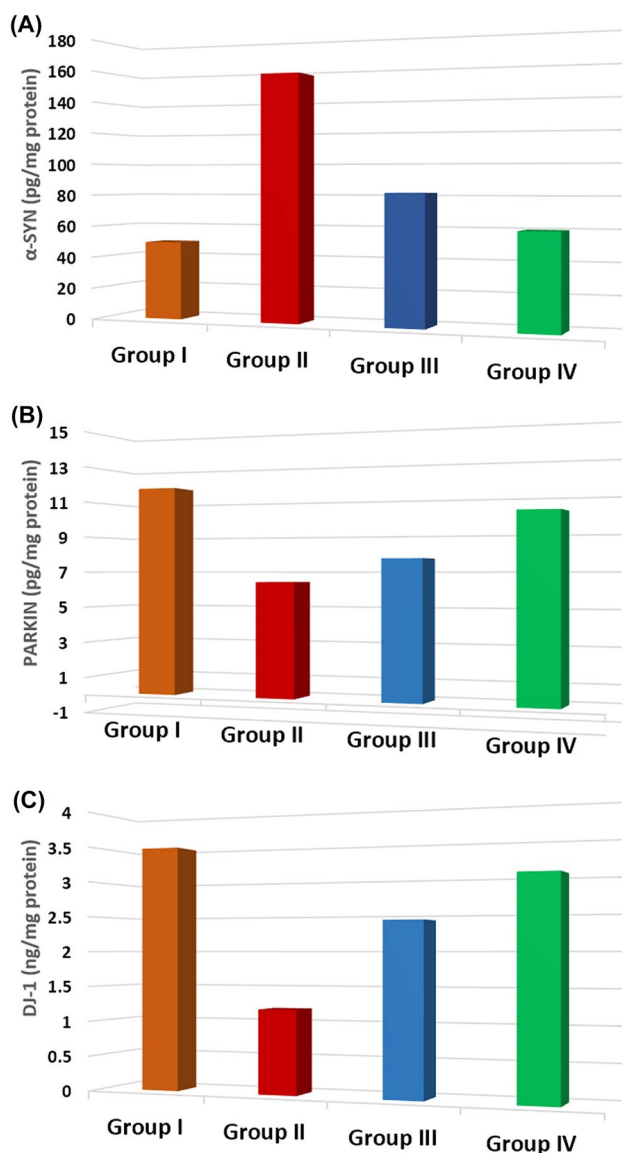 (A)
α-SYN (pg/mg protein)
180
160
140
120
100
80
60
40
20
0
Group I
Group II
Group III
Group IV
(B)
PARKIN (pg/mg protein)
15
13
11
9
7
5
3
1
-1
Group I
Group II
Group III
Group IV
(C)
DJ-1 (ng/mg protein)
4
3.5
3
2.5
2
1.5
1
0.5
0
Group I
Group II
Group III
Group IV